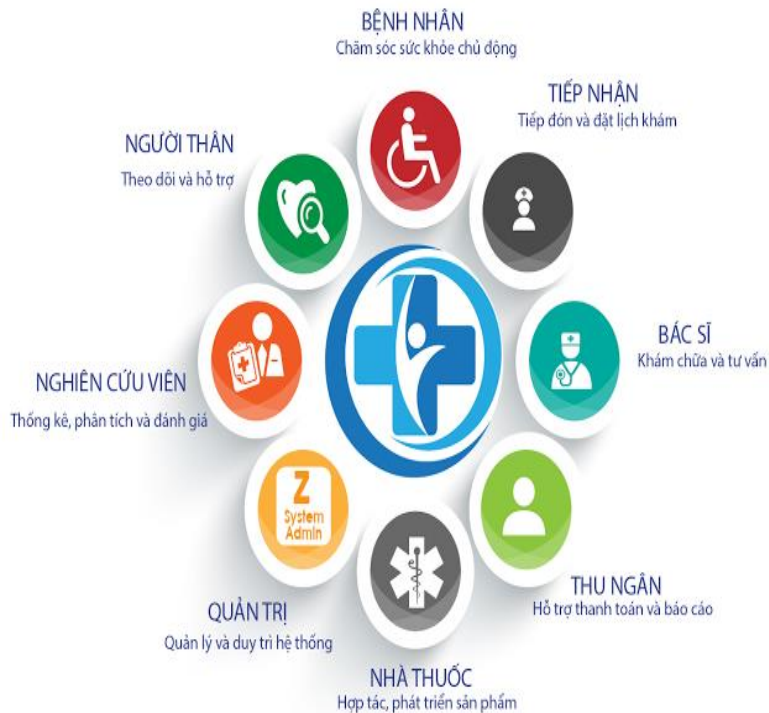 BỆNH NHÂN
Chăm sóc sức khỏe chủ động
TIẾP NHẬN
Tiếp đón và đặt lịch khám
NGƯỜI THÂN
Theo dõi và hỗ trợ
BÁC SĨ
Khám chữa và tư vấn
NGHIÊN CỨU VIÊN
Thống kê, phân tích và đánh giá
Z
System
Admin
THU NGÂN
Hỗ trợ thanh toán và báo cáo
QUẢN TRỊ
Quản lý và duy trì hệ thống
NHÀ THUỐC
Hợp tác, phát triển sản phẩm